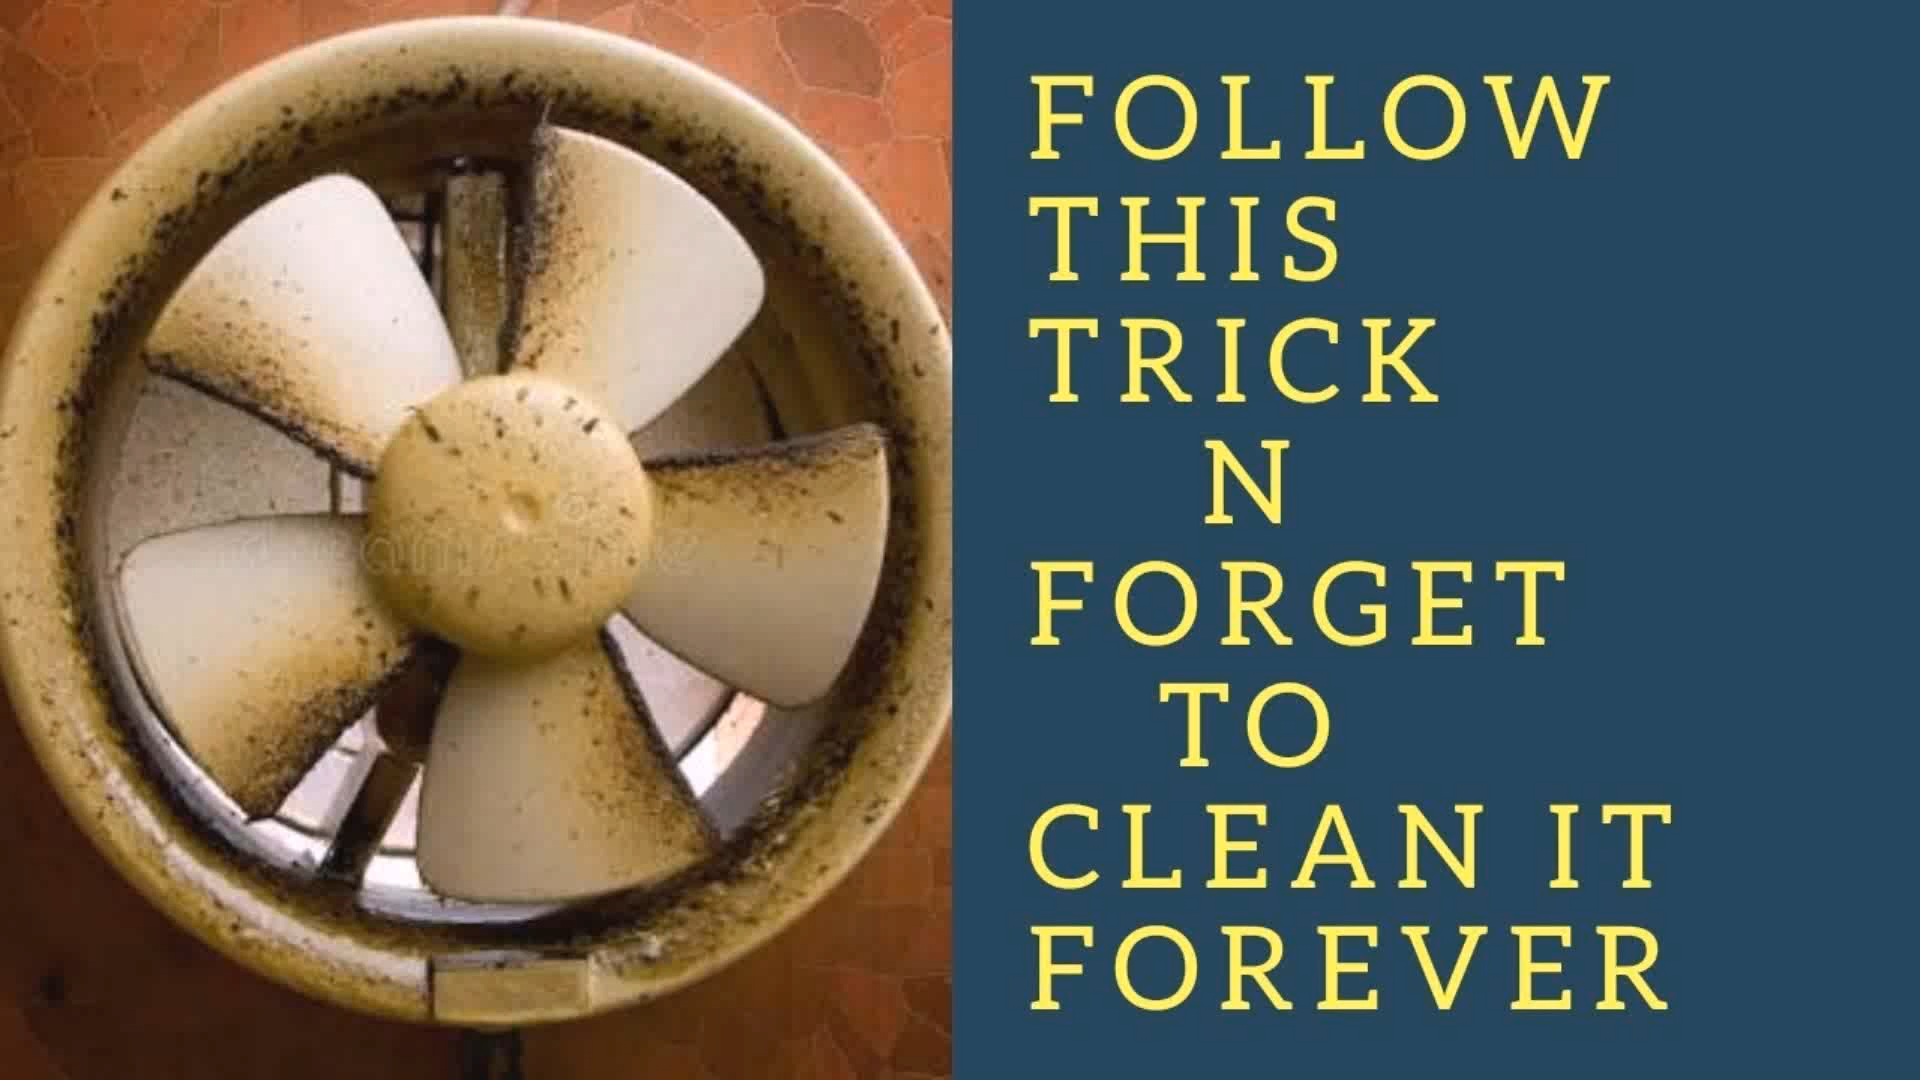 FOLLOW
THIS
TRICK
N
FORGET
TO
CLEAN IT
FOREVER